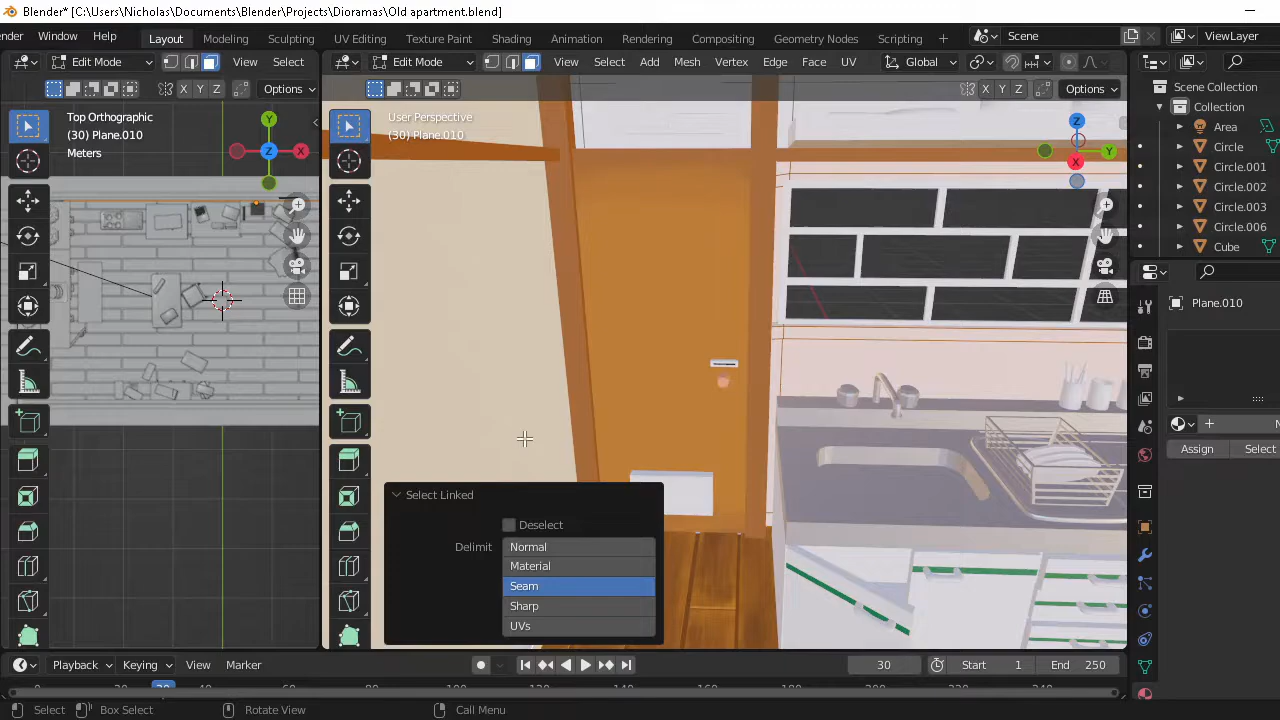 Blender* [C:\Users\Nicholas\Documents\Blender\Projects\Dioramas\Old apartment.blend]
Window Help Layout Modeling Sculpting UV Editing Texture Paint Shading Animation Rendering Compositing Geometry Nodes Scripting Scene ViewLayer
Edit Mode View Select
Edit Mode View Select Add Mesh Vertex Edge Face UV Global
X Y Z Options
X Y Z Options
Scene Collection
Collection
Area
Circle
Circle.001
Circle.002
Circle.003
Circle.006
Cube
Top Orthographic
(30) Plane.010
Meters
Y
Z
X
User Perspective
(30) Plane.010
Z
Y
X
Plane.010
Assign Select
Select Linked
Deselect
Delimit Normal
Material
Seam
Sharp
UVs
Playback Keying View Marker 30 Start 1 End 250
Select Box Select Rotate View Call Menu